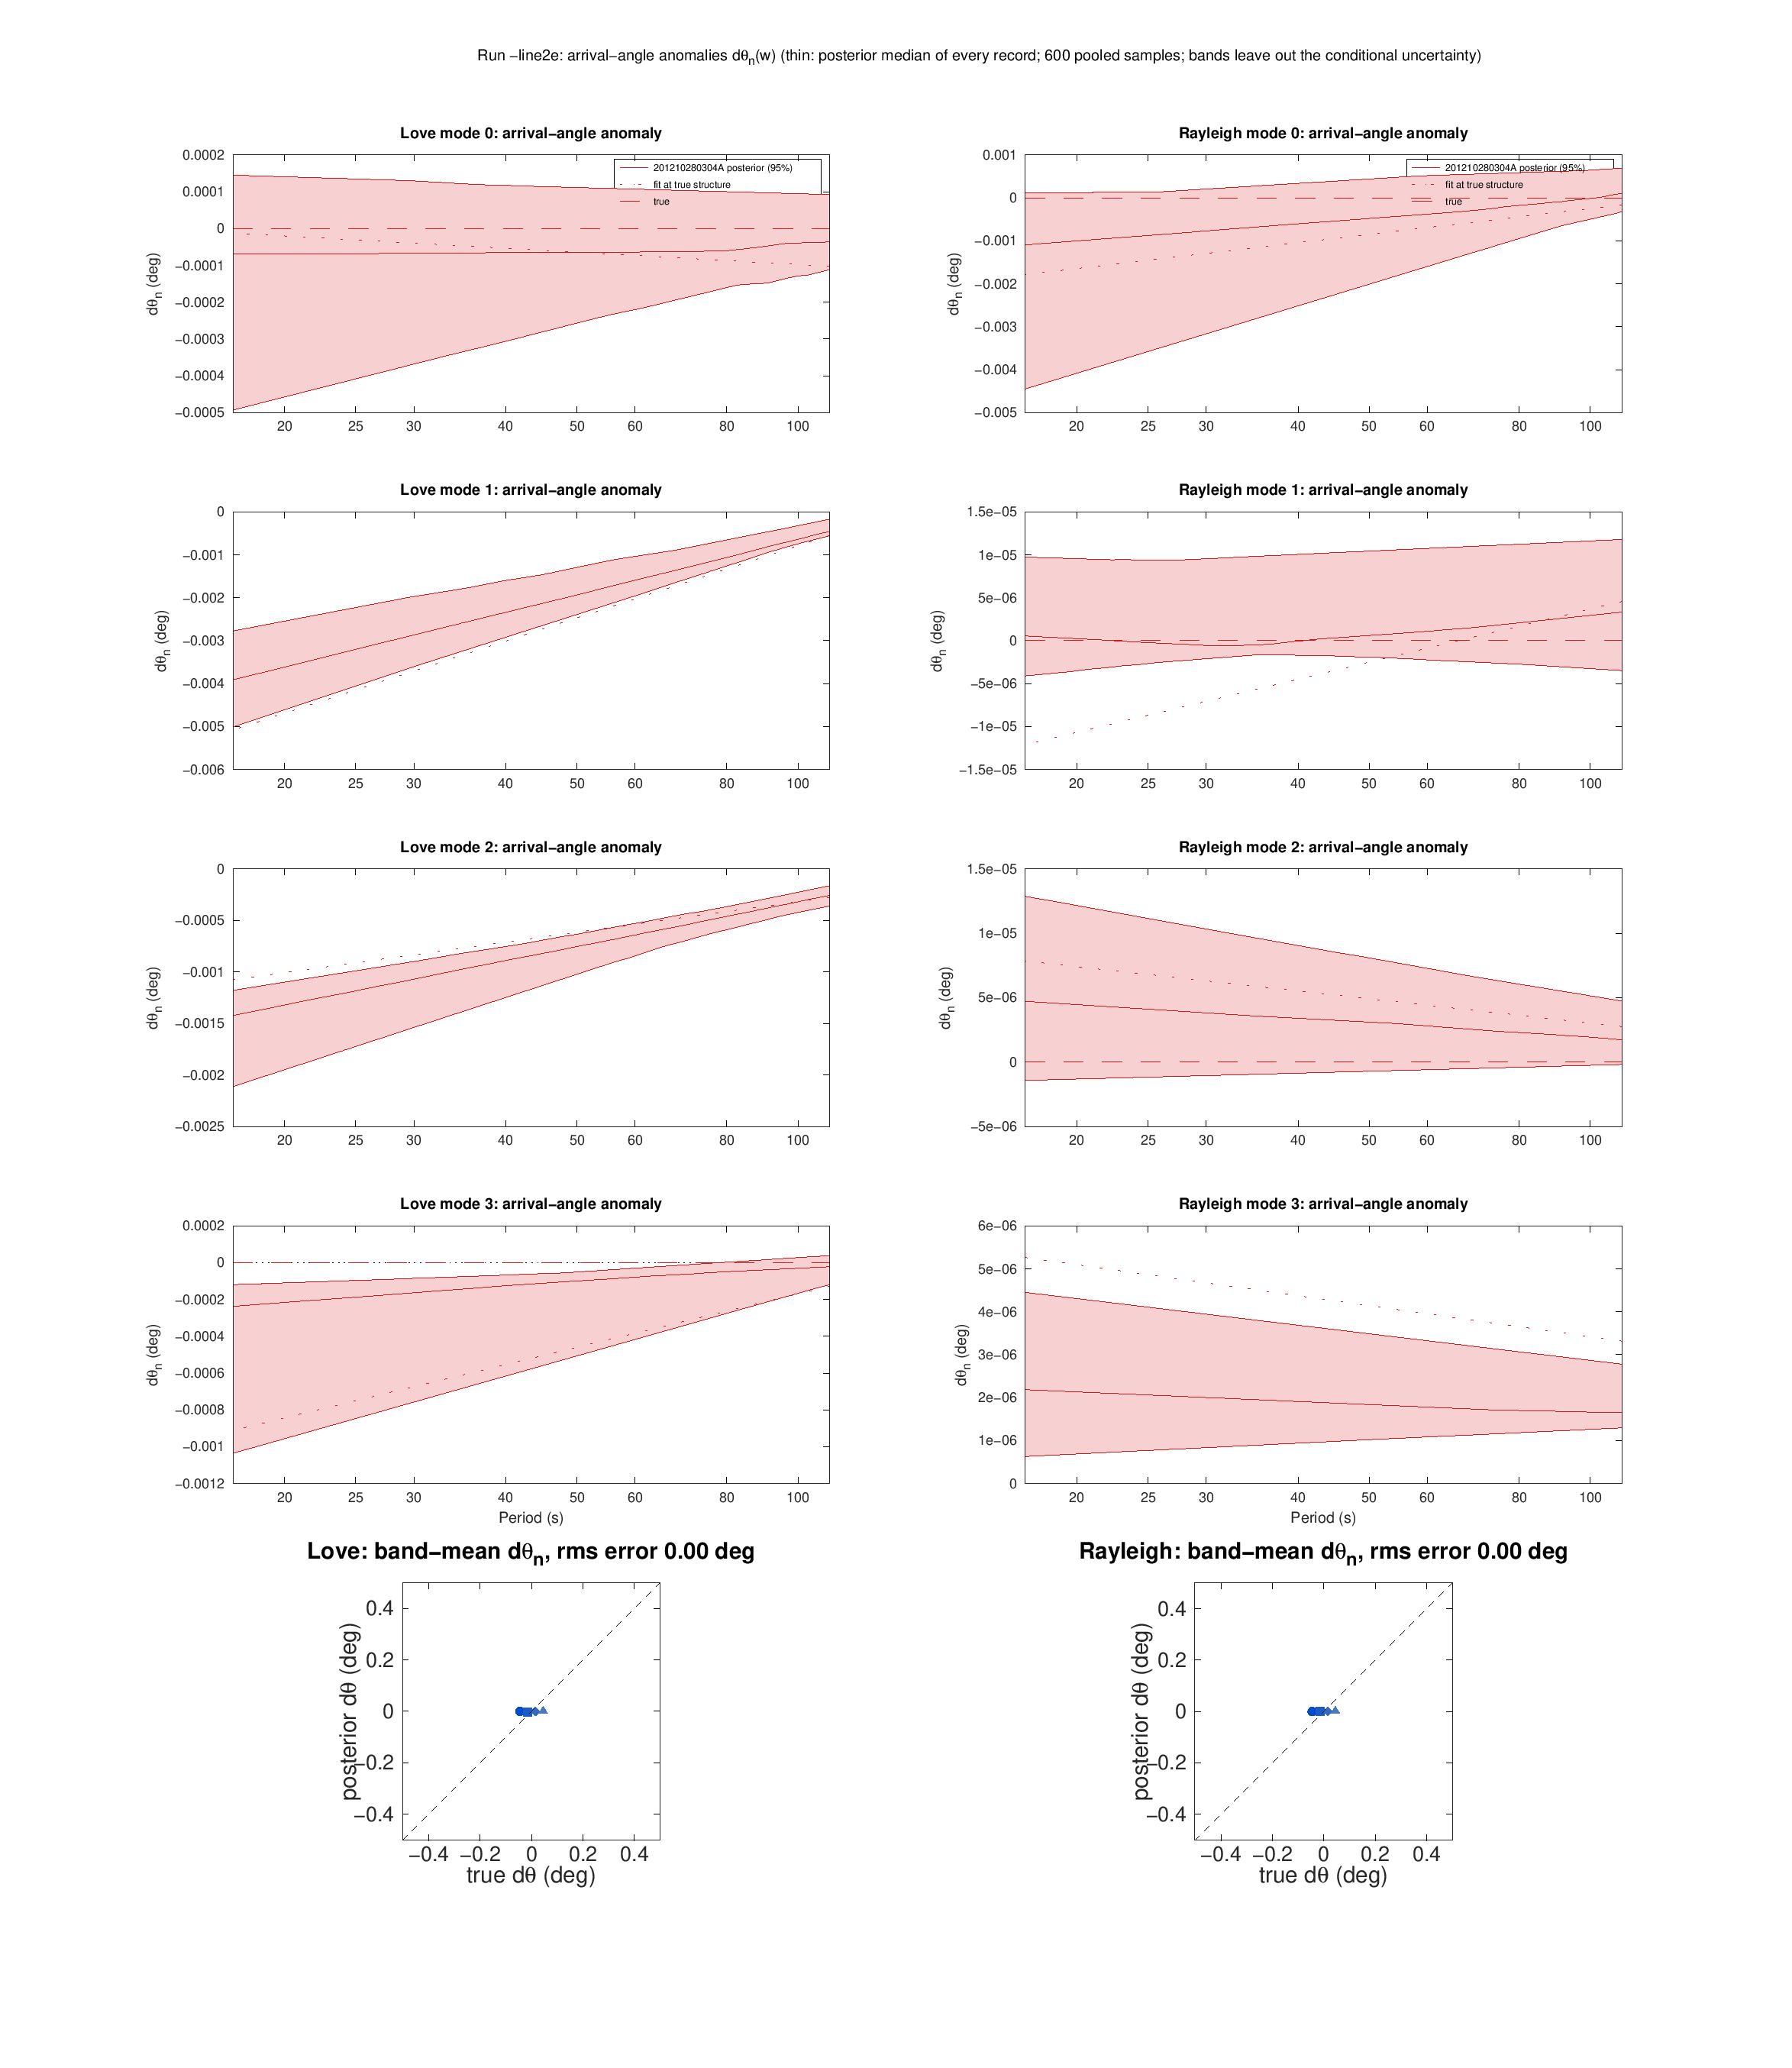 Run −line2e: arrival−angle anomalies dθn(w) (thin: posterior median of every record; 600 pooled samples; bands leave out the conditional uncertainty)
Love mode 0: arrival−angle anomaly
0.0002
0.0001
0
−0.0001
−0.0002
−0.0003
−0.0004
−0.0005
dθn (deg)
201210280304A posterior (95%)
fit at true structure
true
20 25 30 40 50 60 80 100
Rayleigh mode 0: arrival−angle anomaly
0.001
0
−0.001
−0.002
−0.003
−0.004
−0.005
dθn (deg)
201210280304A posterior (95%)
fit at true structure
true
20 25 30 40 50 60 80 100
Love mode 1: arrival−angle anomaly
0
−0.001
−0.002
−0.003
−0.004
−0.005
−0.006
dθn (deg)
20 25 30 40 50 60 80 100
Rayleigh mode 1: arrival−angle anomaly
1.5e−05
1e−05
5e−06
0
−5e−06
−1e−05
−1.5e−05
dθn (deg)
20 25 30 40 50 60 80 100
Love mode 2: arrival−angle anomaly
0
−0.0005
−0.001
−0.0015
−0.002
−0.0025
dθn (deg)
20 25 30 40 50 60 80 100
Rayleigh mode 2: arrival−angle anomaly
1.5e−05
1e−05
5e−06
0
−5e−06
dθn (deg)
20 25 30 40 50 60 80 100
Love mode 3: arrival−angle anomaly
0.0002
0
−0.0002
−0.0004
−0.0006
−0.0008
−0.001
−0.0012
dθn (deg)
20 25 30 40 50 60 80 100
Period (s)
Rayleigh mode 3: arrival−angle anomaly
6e−06
5e−06
4e−06
3e−06
2e−06
1e−06
0
dθn (deg)
20 25 30 40 50 60 80 100
Period (s)
Love: band−mean dθn, rms error 0.00 deg
0.4
0.2
0
−0.2
−0.4
posterior dθ (deg)
−0.4 −0.2 0 0.2 0.4
true dθ (deg)
Rayleigh: band−mean dθn, rms error 0.00 deg
0.4
0.2
0
−0.2
−0.4
posterior dθ (deg)
−0.4 −0.2 0 0.2 0.4
true dθ (deg)